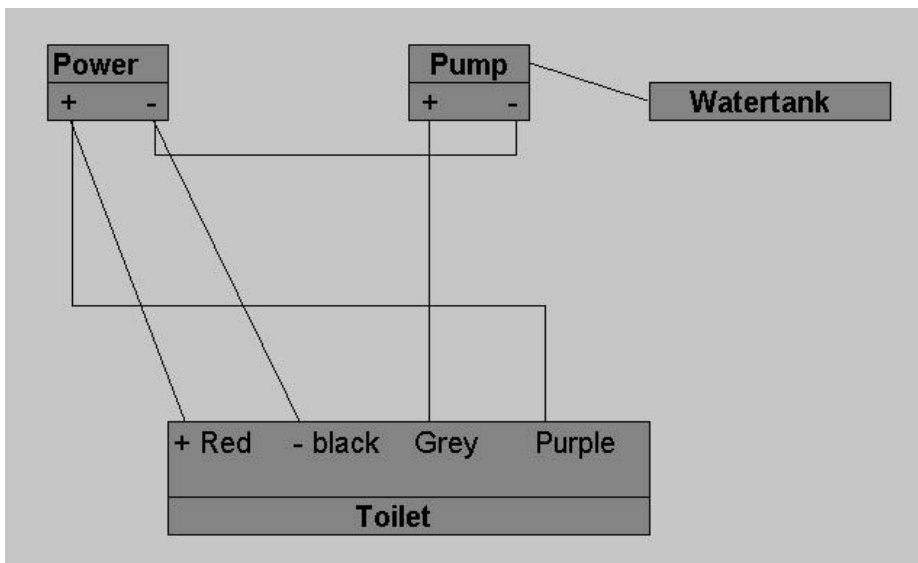 Power
+ -
Pump
+ -
Watertank
+ Red - black Grey Purple
Toilet